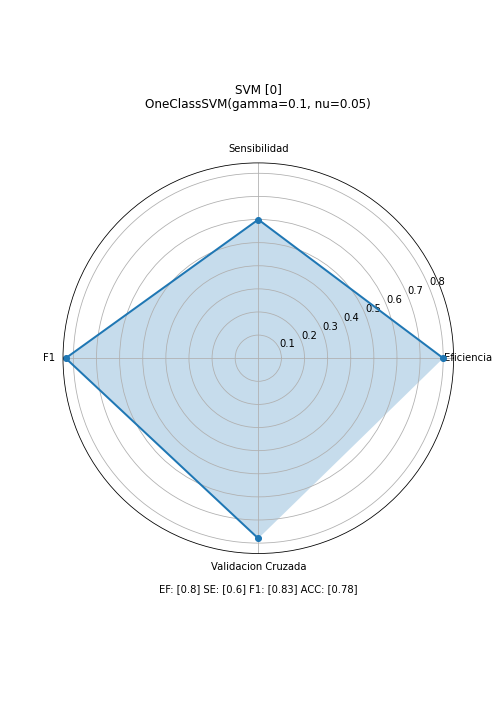 SVM [0]
OneClassSVM(gamma=0.1, nu=0.05)
Sensibilidad
0.8
0.7
0.6
0.5
0.4
0.3
0.2
0.1
F1
Eficiencia
Validacion Cruzada
EF: [0.8] SE: [0.6] F1: [0.83] ACC: [0.78]